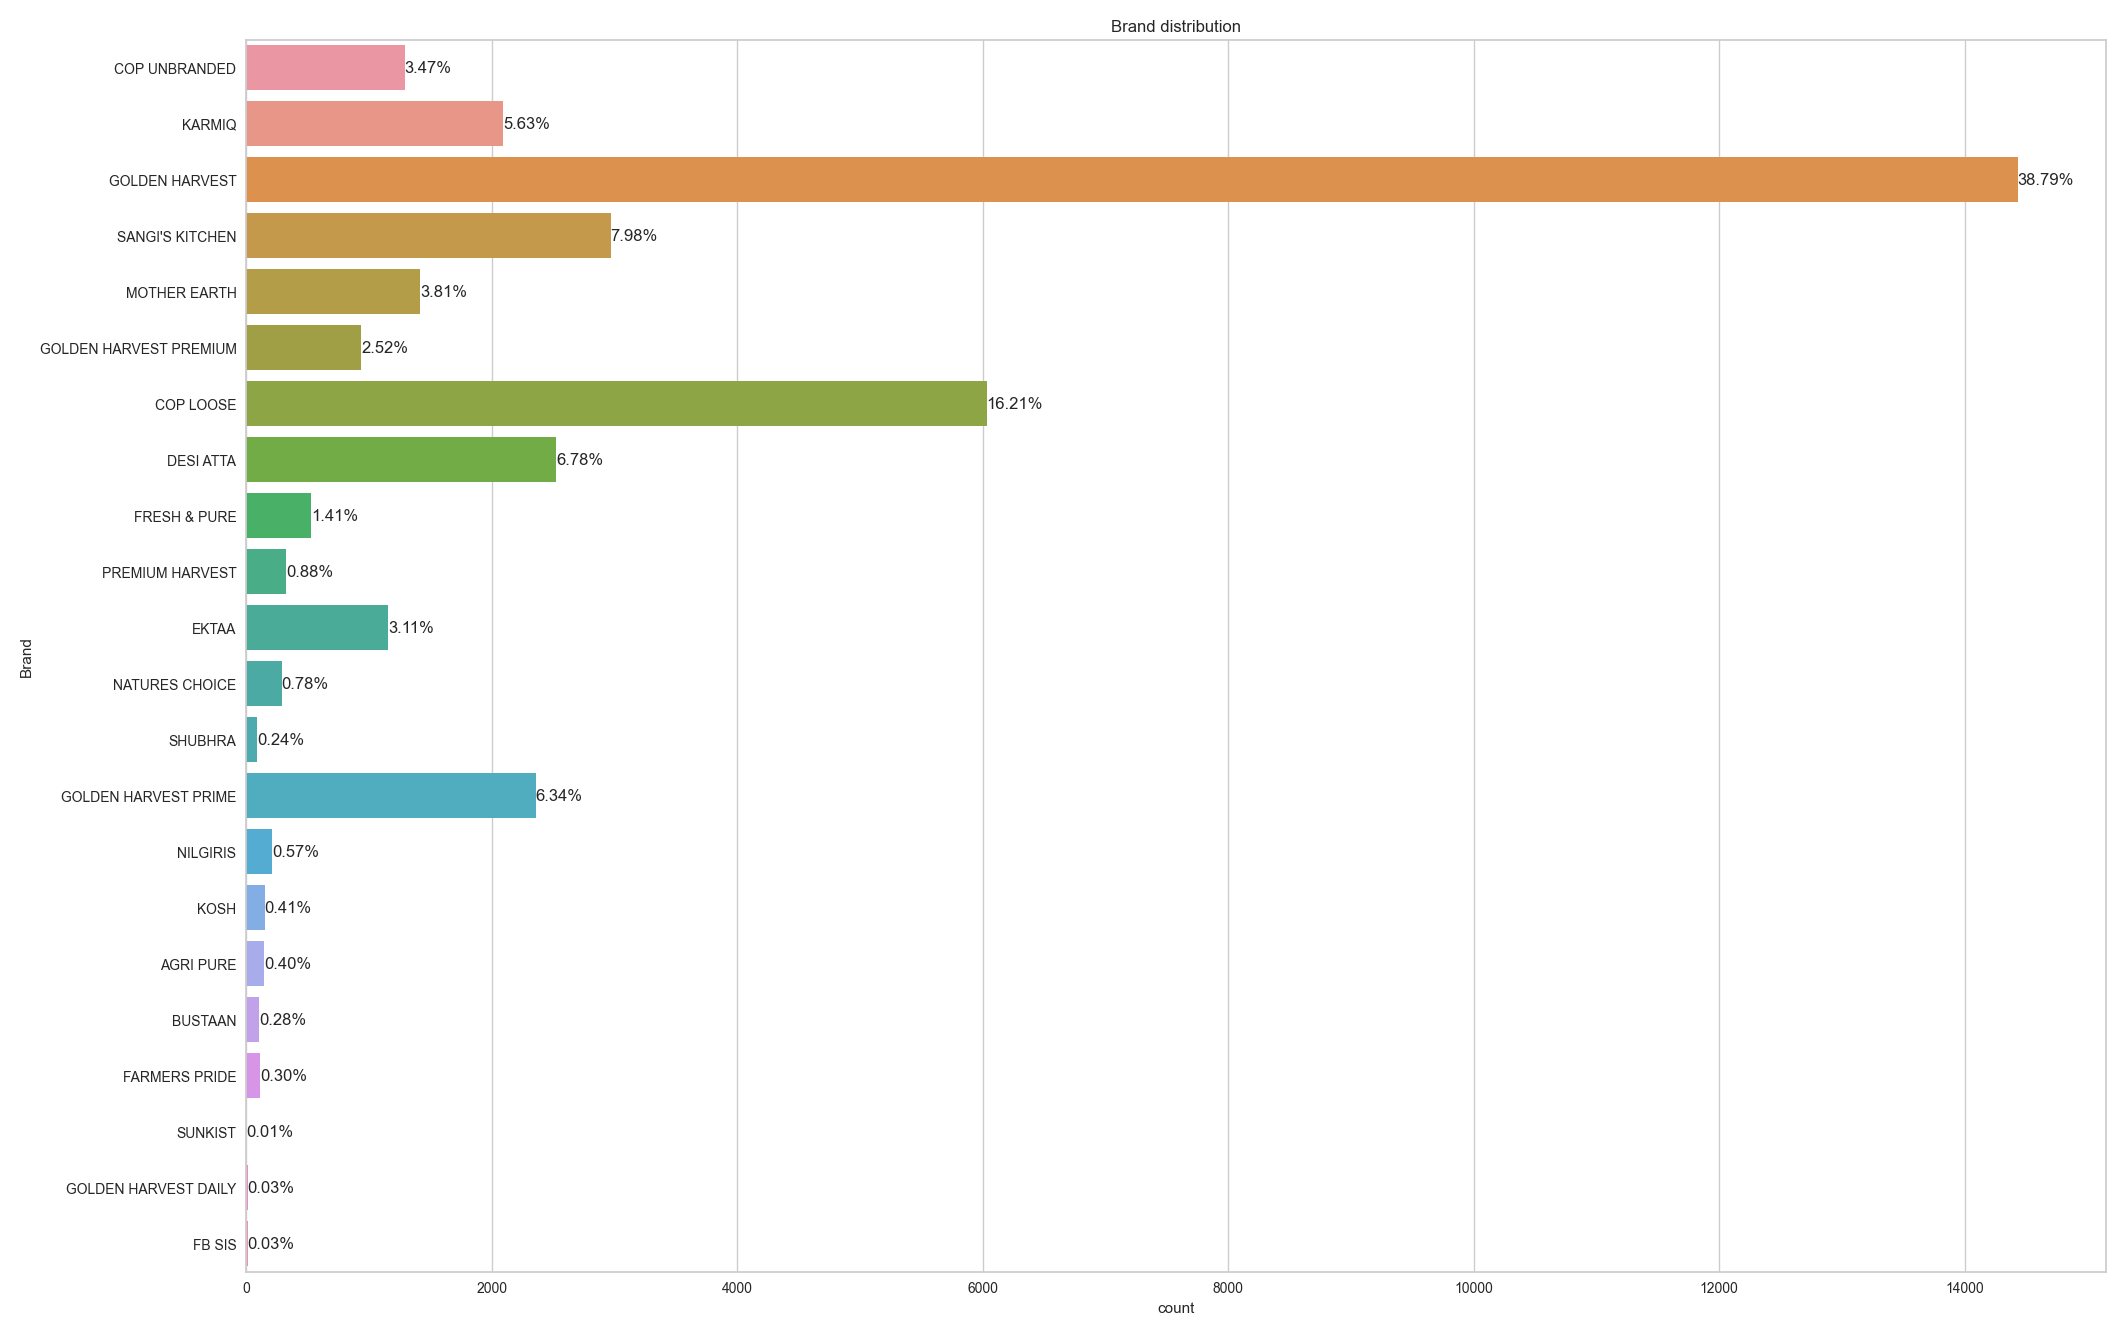 Brand distribution
COP UNBRANDED 3.47%
KARMIQ 5.63%
GOLDEN HARVEST 38.79%
SANGI'S KITCHEN 7.98%
MOTHER EARTH 3.81%
GOLDEN HARVEST PREMIUM 2.52%
COP LOOSE 16.21%
DESI ATTA 6.78%
FRESH & PURE 1.41%
PREMIUM HARVEST 0.88%
EKTAA 3.11%
Brand
NATURES CHOICE 0.78%
SHUBHRA 0.24%
GOLDEN HARVEST PRIME 6.34%
NILGIRIS 0.57%
KOSH 0.41%
AGRI PURE 0.40%
BUSTAAN 0.28%
FARMERS PRIDE 0.30%
SUNKIST 0.01%
GOLDEN HARVEST DAILY 0.03%
FB SIS 0.03%
0 2000 4000 6000 8000 10000 12000 14000
count